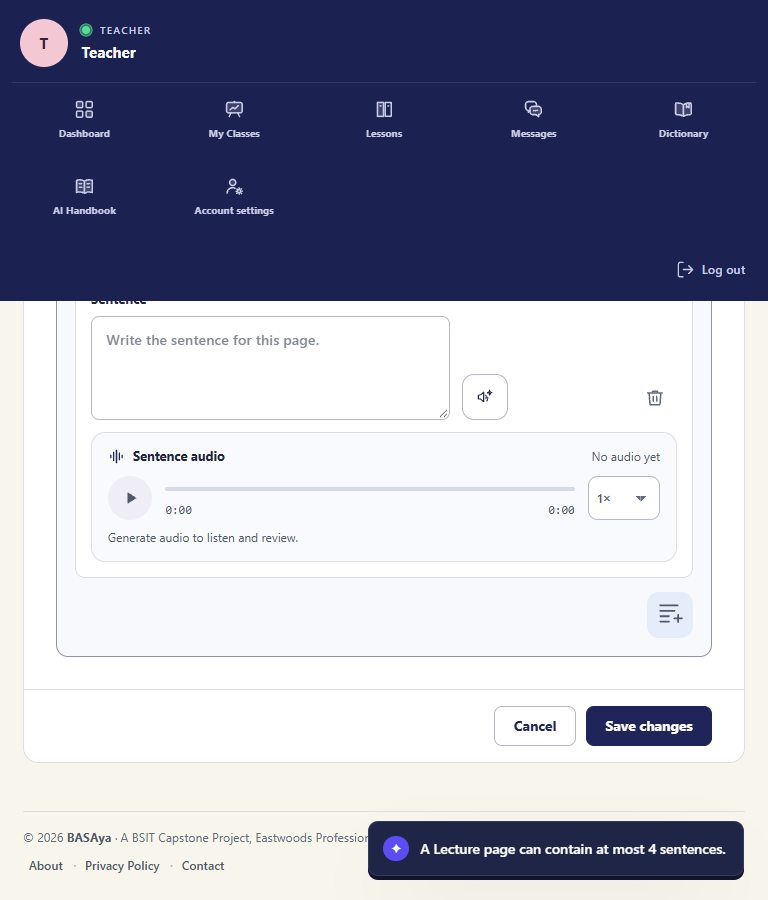 T
TEACHER
Teacher
Dashboard
My Classes
Lessons
Messages
Dictionary
AI Handbook
Account settings
Log out
Sentence
Write the sentence for this page.
Sentence audio
No audio yet
0:00
0:00
1×
Generate audio to listen and review.
Cancel
Save changes
© 2026 BASAya · A BSIT Capstone Project, Eastwoods
About · Privacy Policy · Contact
A Lecture page can contain at most 4 sentences.